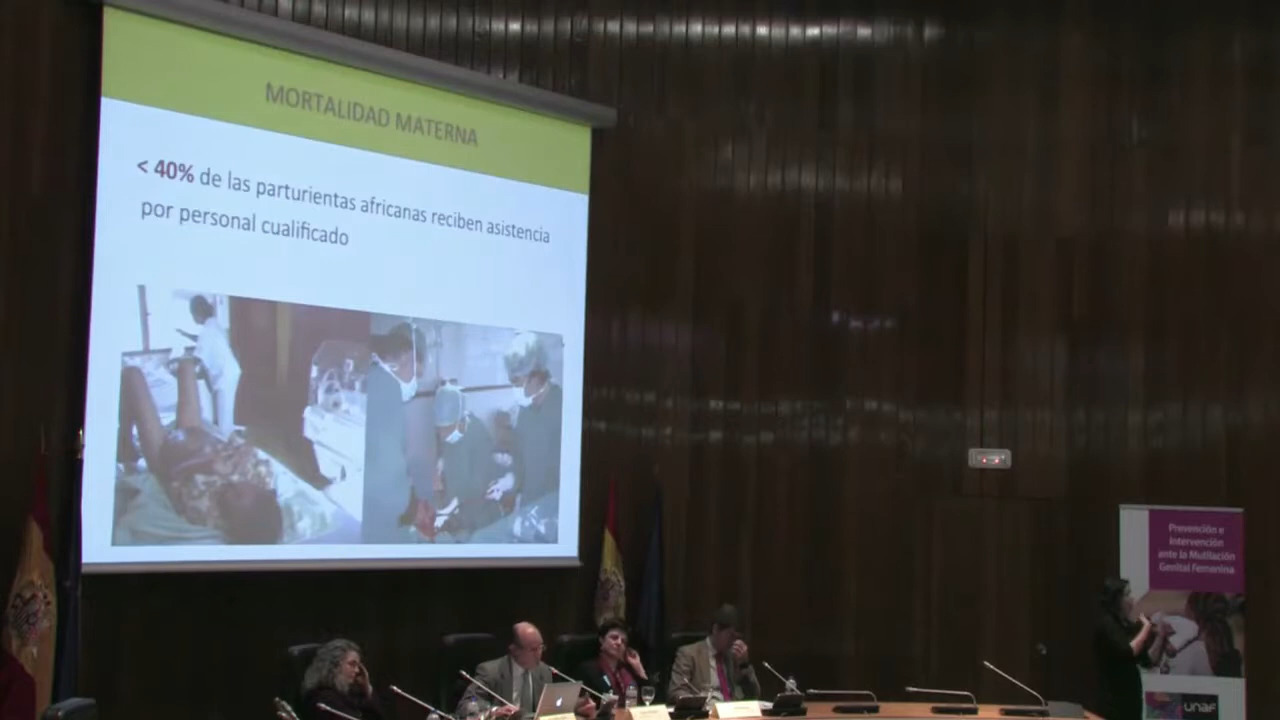 MORTALIDAD MATERNA
< 40% de las parturientas africanas reciben asistencia
por personal cualificado
Prevención e
Intervención
ante la Mutilación
Genital Femenina
unaf